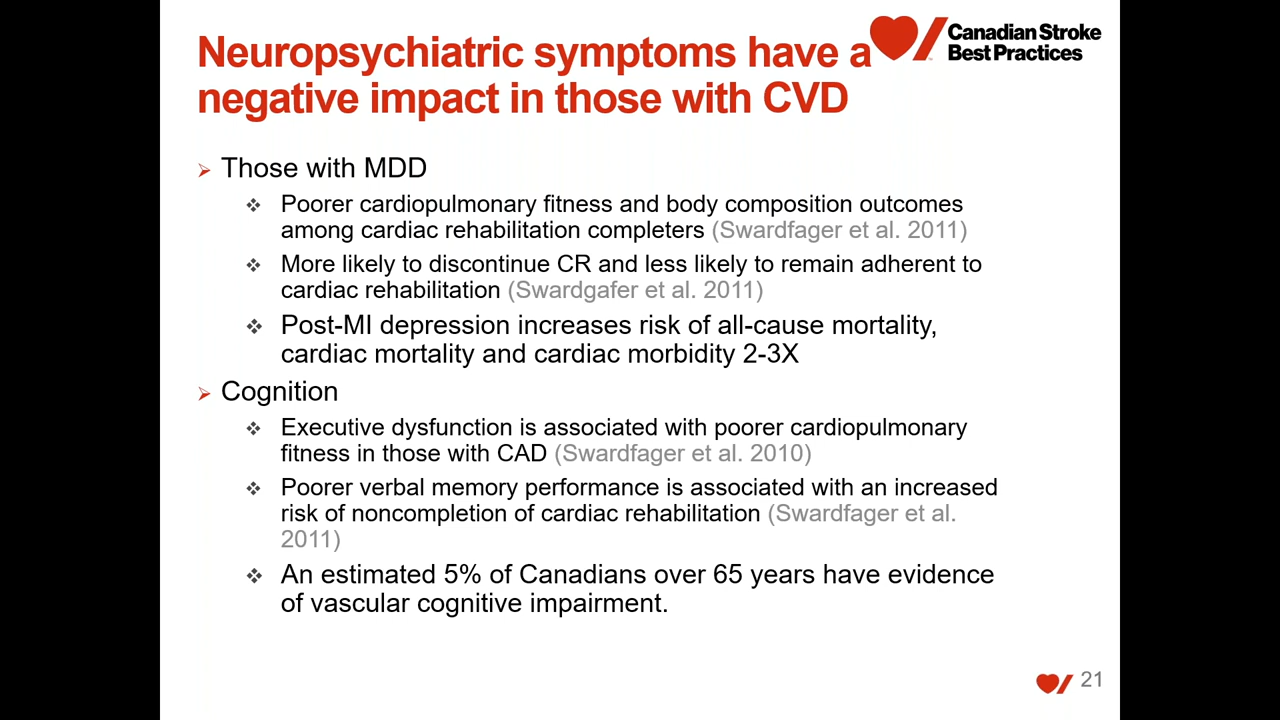 Neuropsychiatric symptoms have a
negative impact in those with CVD
Canadian Stroke
Best Practices
Those with MDD
Poorer cardiopulmonary fitness and body composition outcomes
among cardiac rehabilitation completers (Swardfager et al. 2011)
More likely to discontinue CR and less likely to remain adherent to
cardiac rehabilitation (Swardgafer et al. 2011)
Post-MI depression increases risk of all-cause mortality,
cardiac mortality and cardiac morbidity 2-3X
Cognition
Executive dysfunction is associated with poorer cardiopulmonary
fitness in those with CAD (Swardfager et al. 2010)
Poorer verbal memory performance is associated with an increased
risk of noncompletion of cardiac rehabilitation (Swardfager et al.
2011)
An estimated 5% of Canadians over 65 years have evidence
of vascular cognitive impairment.
21